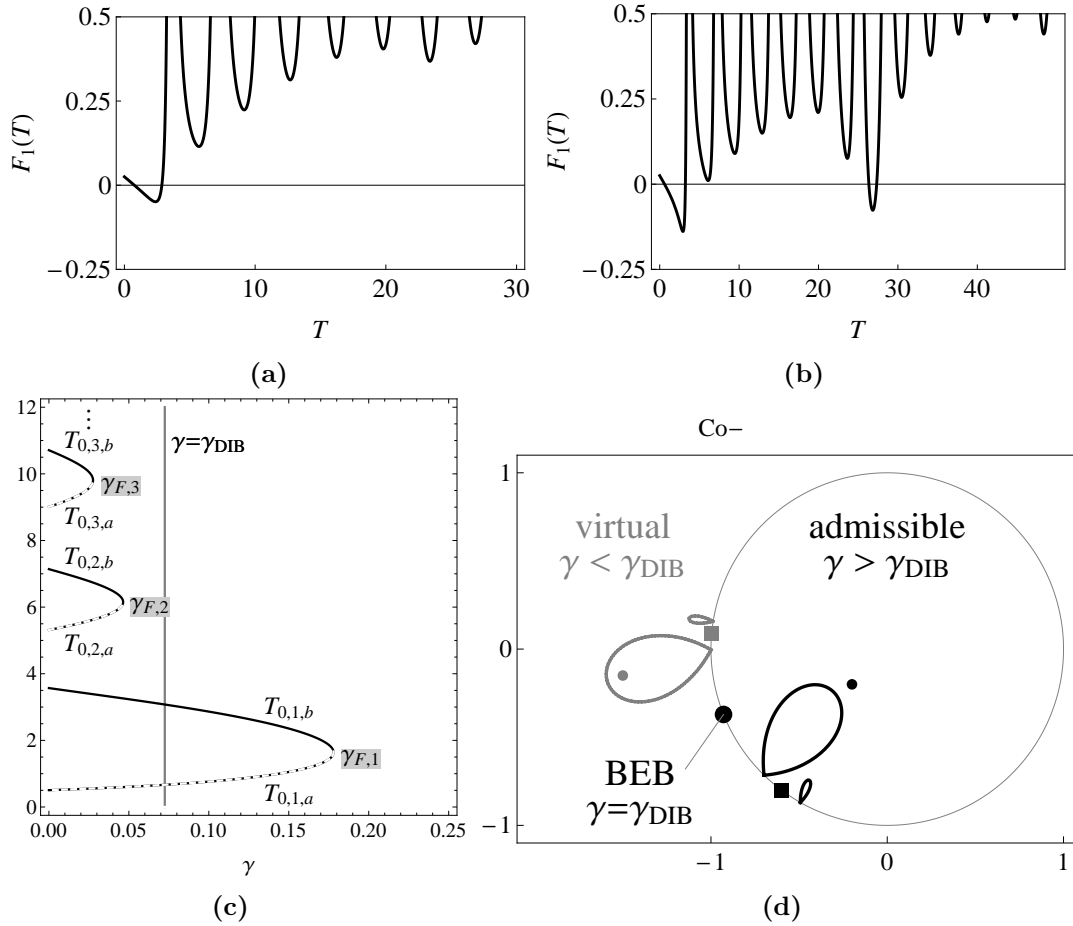 0.5
0.25
0
−0.25
F₁(T)
0
10
20
30
T
(a)
0.5
0.25
0
−0.25
F₁(T)
0
10
20
30
40
T
(b)
12
10
8
6
4
2
0
T₀,₃,b
γ=γDIB
γF,3
T₀,₃,a
T₀,₂,b
γF,2
T₀,₂,a
T₀,₁,b
γF,1
T₀,₁,a
0.00
0.05
0.10
0.15
0.20
0.25
γ
(c)
Co−
1
0
−1
virtual
γ < γDIB
admissible
γ > γDIB
BEB
γ=γDIB
−1
0
1
(d)